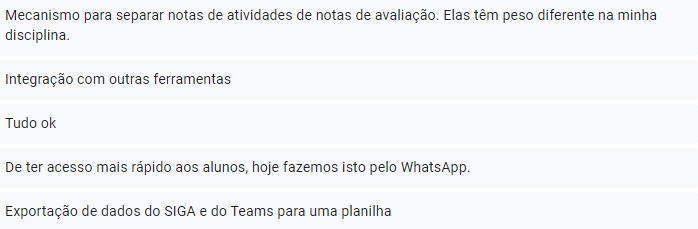 Mecanismo para separar notas de atividades de notas de avaliação. Elas têm peso diferente na minha
disciplina.
Integração com outras ferramentas
Tudo ok
De ter acesso mais rápido aos alunos, hoje fazemos isto pelo WhatsApp.
Exportação de dados do SIGA e do Teams para uma planilha